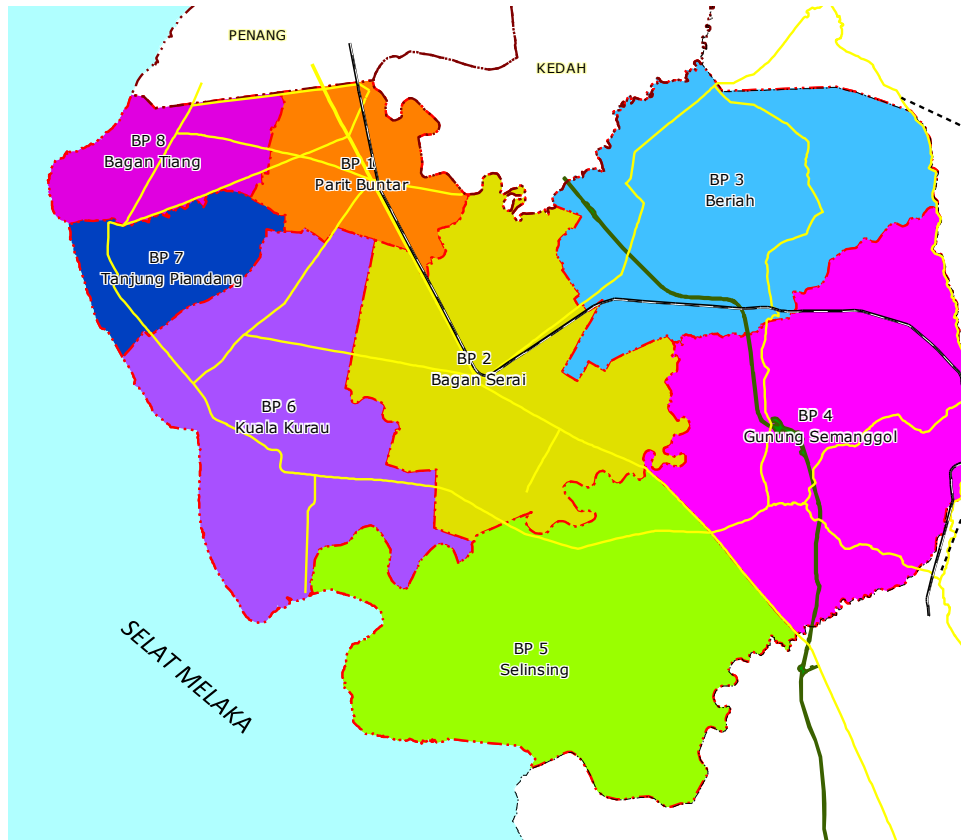 PENANG
KEDAH
BP 8
Bagan Tiang
BP 1
Parit Buntar
BP 3
Beriah
BP 7
Tanjung Piandang
BP 2
Bagan Serai
BP 6
Kuala Kurau
BP 4
Gunung Semanggol
BP 5
Selinsing
SELAT MELAKA